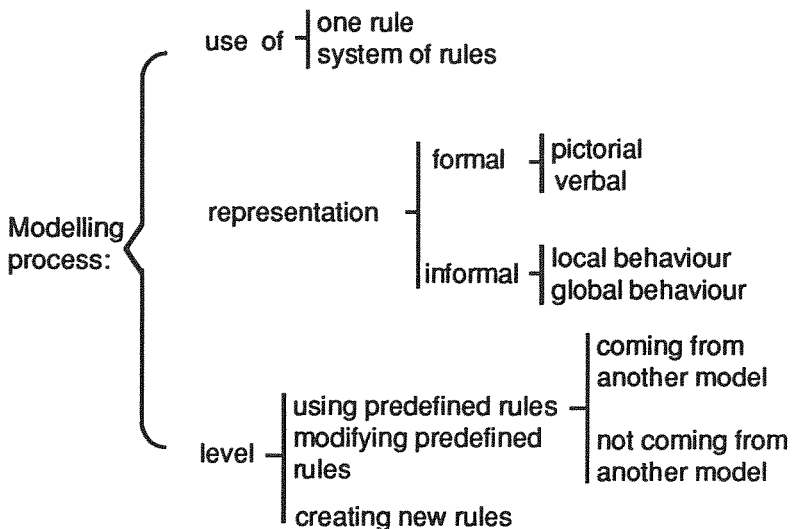 use of
one rule
system of rules
Modelling
process:
representation
formal
pictorial
verbal
informal
local behaviour
global behaviour
level
using predefined rules
modifying predefined
rules
creating new rules
coming from
another model
not coming from
another model